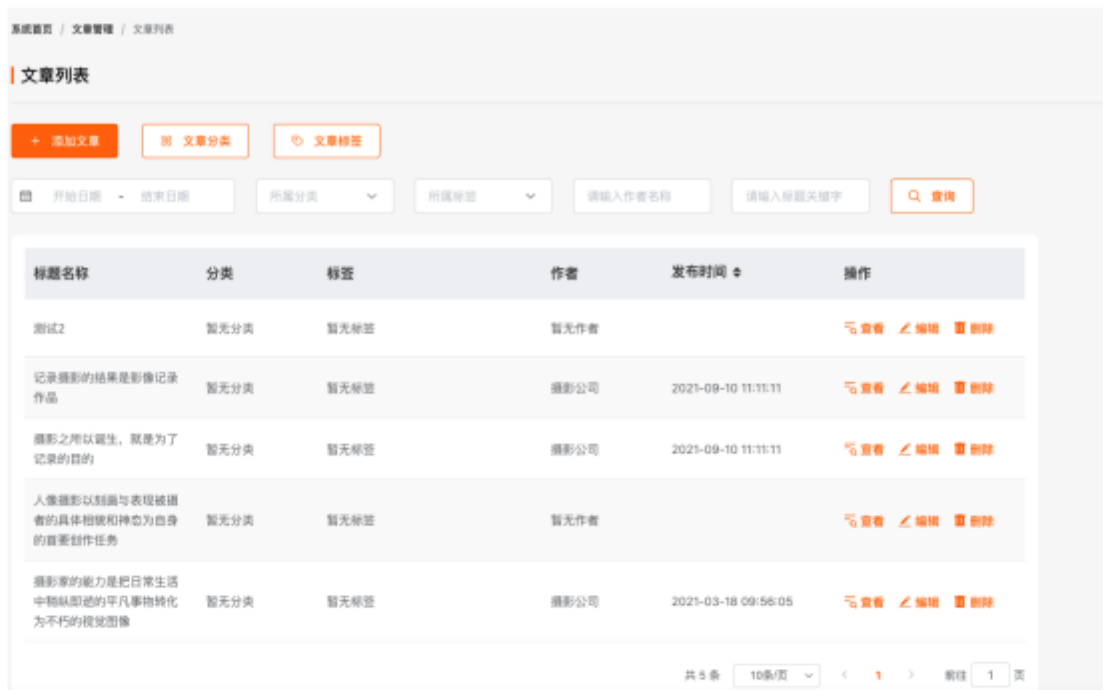 系统首页 / 文章管理 / 文章列表
文章列表
+ 添加文章 文章分类 文章标签
开始日期 - 结束日期 所属分类 所属标签 请输入作者名称 请输入标题关键字 查询
标题名称 分类 标签 作者 发布时间 操作
测试2 暂无分类 暂无标签 暂无作者 查看 编辑 删除
记录摄影的结果是影像记录
作品 暂无分类 暂无标签 摄影公司 2021-09-10 11:11:11 查看 编辑 删除
摄影之所以诞生，就是为了
记录的目的 暂无分类 暂无标签 摄影公司 2021-09-10 11:11:11 查看 编辑 删除
人像摄影以刻画与表现被摄
者的具体相貌和神态为自身 暂无分类 暂无标签 暂无作者 查看 编辑 删除
的首要创作任务
摄影家的能力是把日常生活
中稍纵即逝的平凡事物转化 暂无分类 暂无标签 摄影公司 2021-03-18 09:56:05 查看 编辑 删除
为不朽的视觉图像
共 5 条 10条/页 < 1 > 前往 1 页